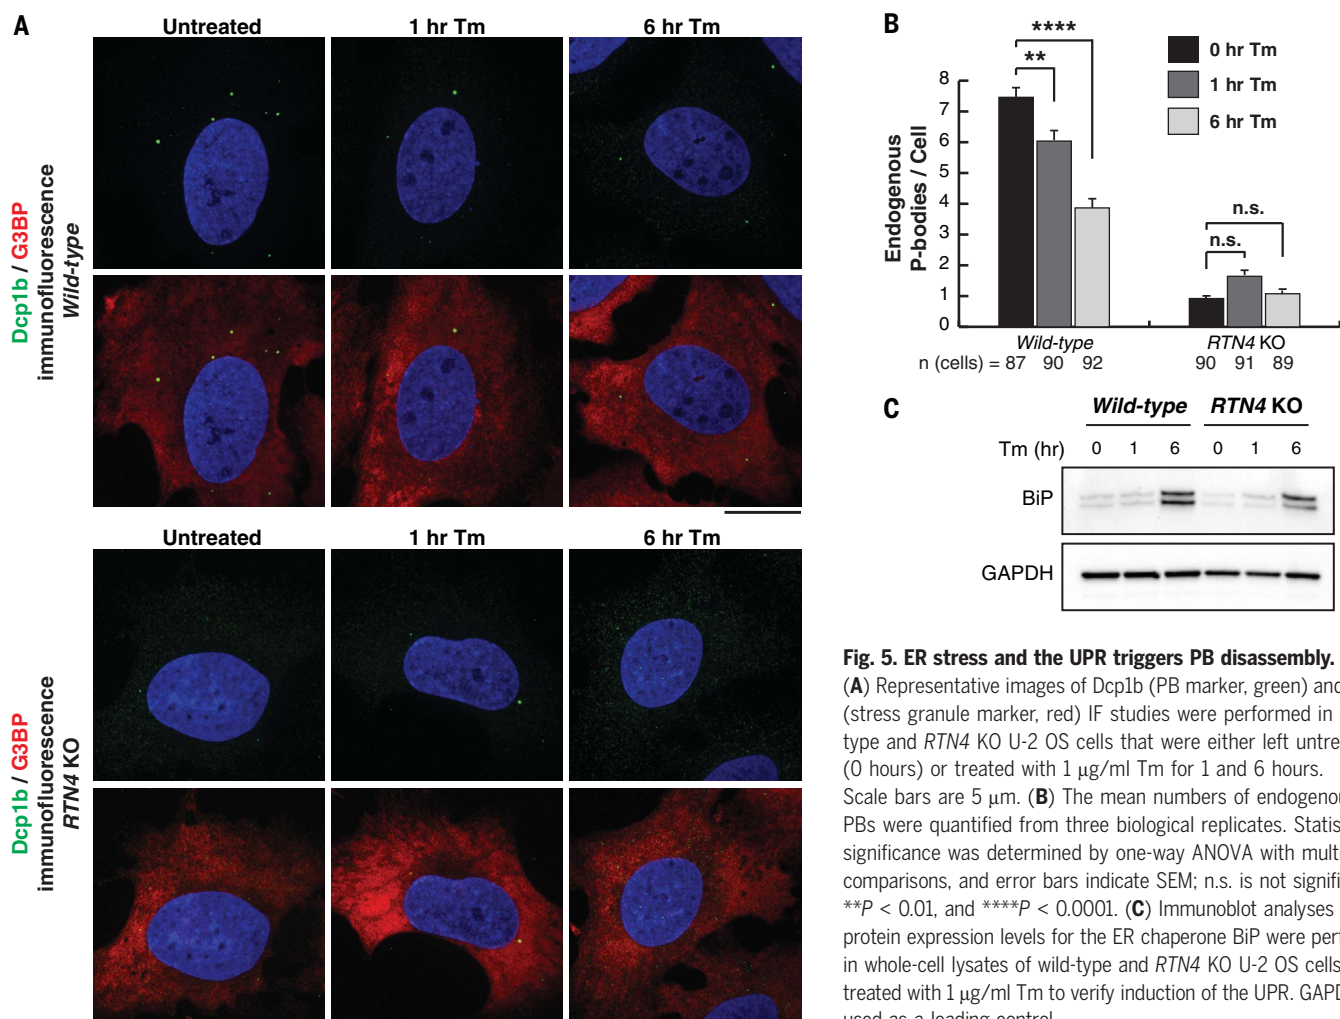 A
Untreated
1 hr Tm
6 hr Tm
Dcp1b / G3BP
immunofluorescence
Wild-type
Untreated
1 hr Tm
6 hr Tm
Dcp1b / G3BP
immunofluorescence
RTN4 KO
B
****
**
0 hr Tm
1 hr Tm
6 hr Tm
Endogenous
P-bodies / Cell
8
7
6
5
4
3
2
1
0
n.s.
n.s.
Wild-type
RTN4 KO
n (cells) = 87 90 92 90 91 89
C
Wild-type RTN4 KO
Tm (hr) 0 1 6 0 1 6
BiP
GAPDH
Fig. 5. ER stress and the UPR triggers PB disassembly.
(A) Representative images of Dcp1b (PB marker, green) and
(stress granule marker, red) IF studies were performed in
type and RTN4 KO U-2 OS cells that were either left untre
(0 hours) or treated with 1 μg/ml Tm for 1 and 6 hours.
Scale bars are 5 μm. (B) The mean numbers of endogeno
PBs were quantified from three biological replicates. Statis
significance was determined by one-way ANOVA with mult
comparisons, and error bars indicate SEM; n.s. is not signifi
**P < 0.01, and ****P < 0.0001. (C) Immunoblot analyses
protein expression levels for the ER chaperone BiP were perf
in whole-cell lysates of wild-type and RTN4 KO U-2 OS cells
treated with 1 μg/ml Tm to verify induction of the UPR. GAPD
used as a loading control